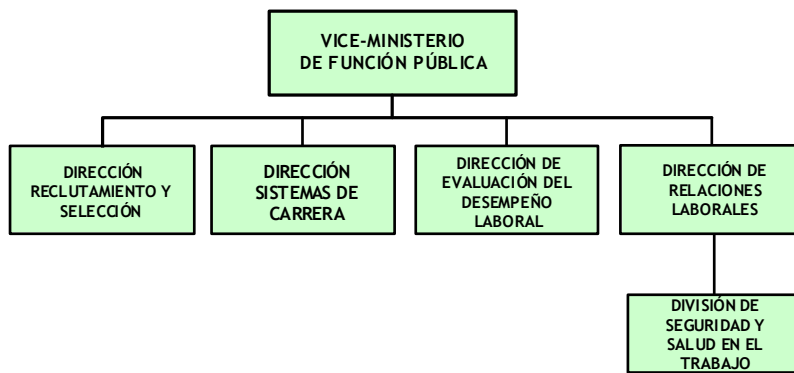 VICE-MINISTERIO
DE FUNCIÓN PÚBLICA
DIRECCIÓN
RECLUTAMIENTO Y
SELECCIÓN
DIRECCIÓN
SISTEMAS DE
CARRERA
DIRECCIÓN DE
EVALUACIÓN DEL
DESEMPEÑO
LABORAL
DIRECCIÓN DE
RELACIONES
LABORALES
DIVISIÓN DE
SEGURIDAD Y
SALUD EN EL
TRABAJO